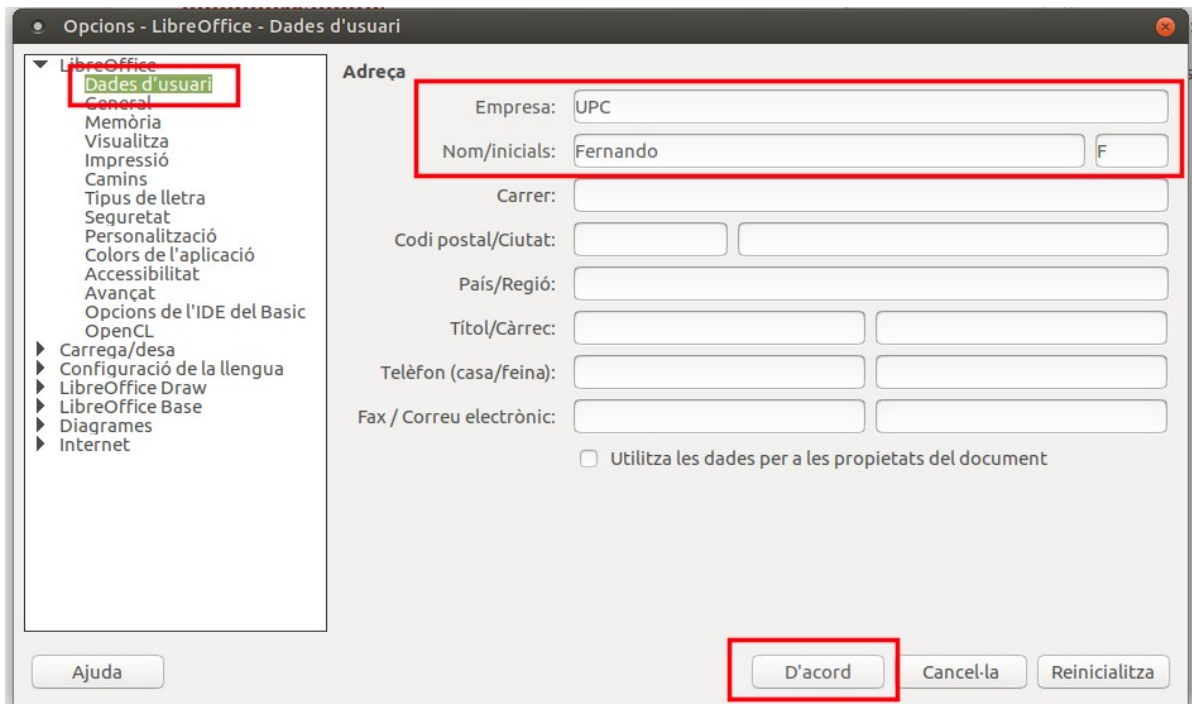 Opcions - LibreOffice - Dades d'usuari
LibreOffice
Dades d'usuari
General
Memòria
Visualitza
Impressió
Camins
Tipus de lletra
Seguretat
Personalització
Colors de l'aplicació
Accessibilitat
Avançat
Opcions de l'IDE del Basic
OpenCL
Carrega/desa
Configuració de la llengua
LibreOffice Draw
LibreOffice Base
Diagrames
Internet
Adreça
Empresa: UPC
Nom/inicials: Fernando F
Carrer:
Codi postal/Ciutat:
País/Regió:
Títol/Càrrec:
Telèfon (casa/feina):
Fax / Correu electrònic:
Utilitza les dades per a les propietats del document
Ajuda D'acord Cancel·la Reinicialitza